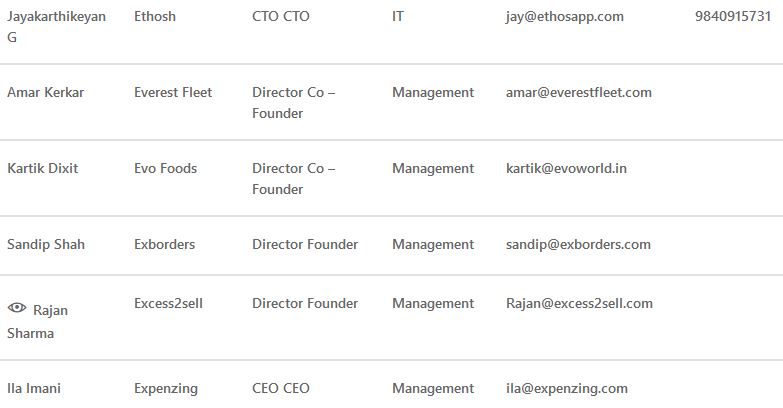 Jayakarthikeyan Ethosh CTO CTO IT jay@ethosapp.com 9840915731
G
Amar Kerkar Everest Fleet Director Co – Management amar@everestfleet.com
Founder
Kartik Dixit Evo Foods Director Co – Management kartik@evoworld.in
Founder
Sandip Shah Exborders Director Founder Management sandip@exborders.com
Rajan Excess2sell Director Founder Management Rajan@excess2sell.com
Sharma
Ila Imani Expenzing CEO CEO Management ila@expenzing.com